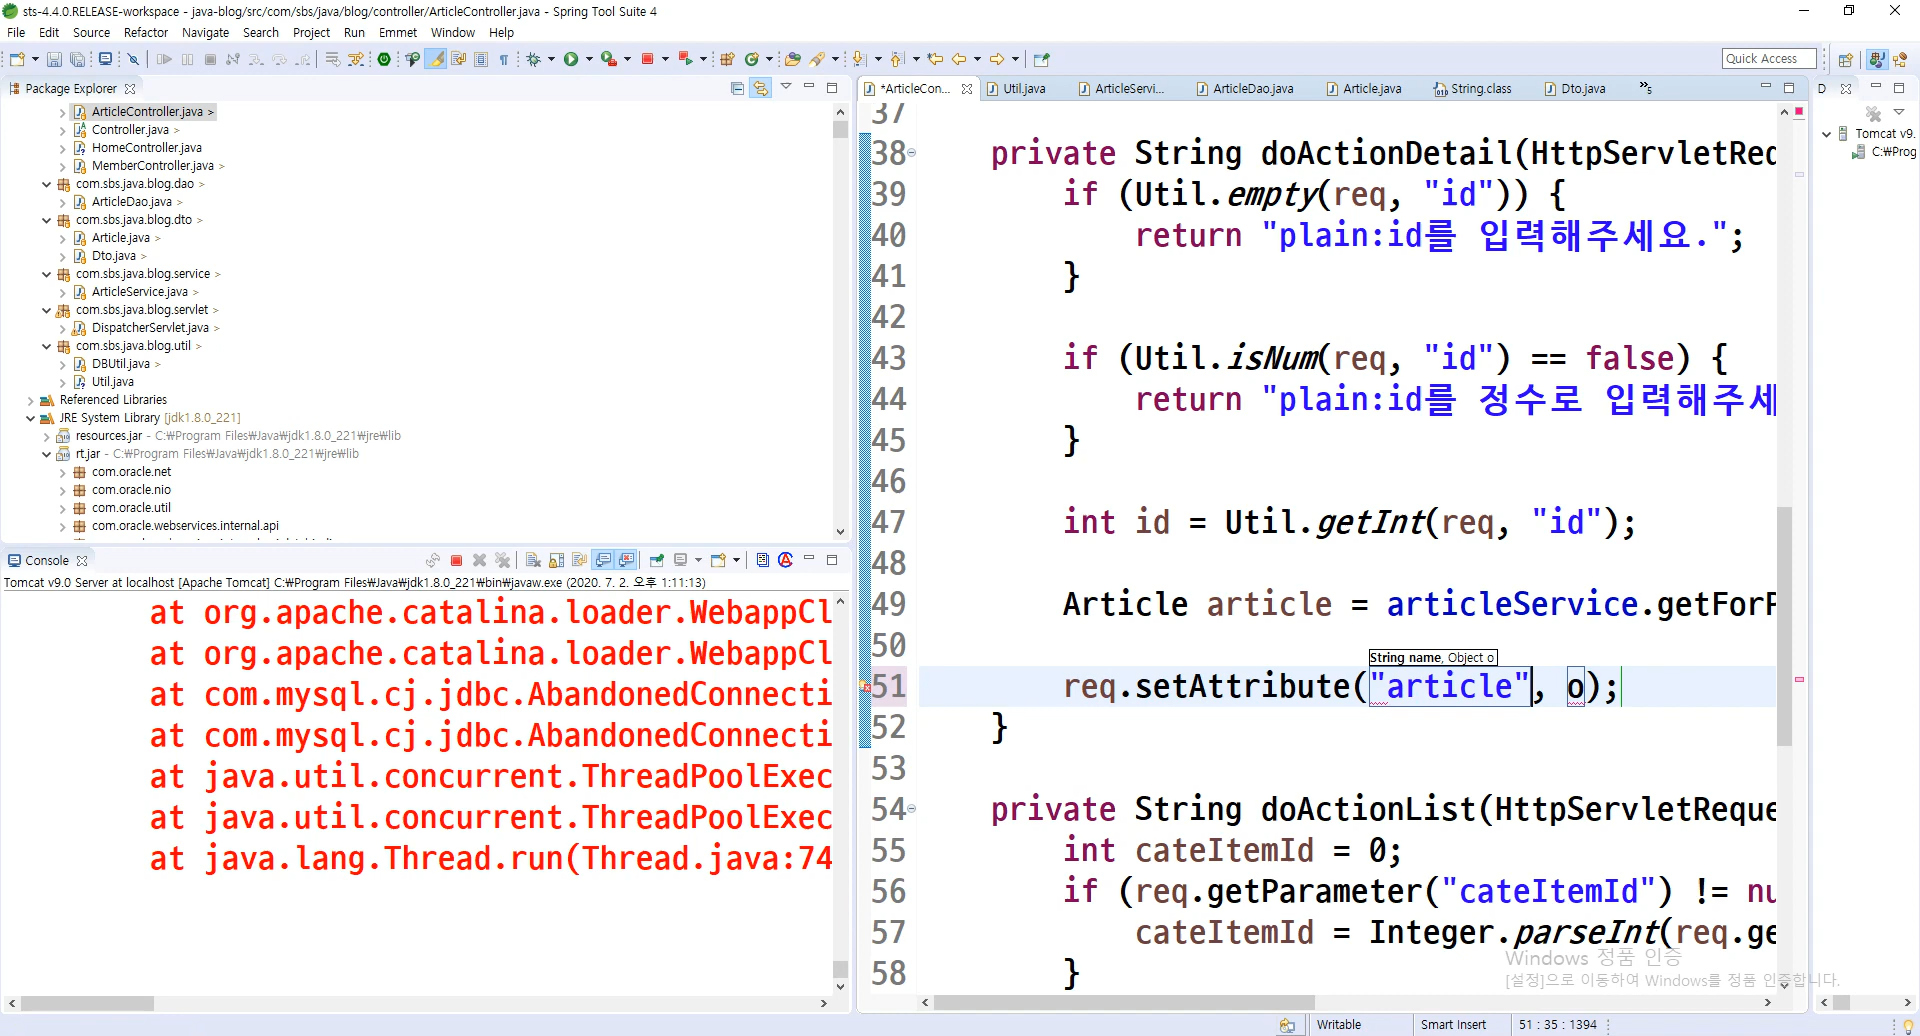 sts-4.4.0.RELEASE-workspace - java-blog/src/com/sbs/java/blog/controller/ArticleController.java - Spring Tool Suite 4
File Edit Source Refactor Navigate Search Project Run Emmet Window Help
Quick Access
Package Explorer
ArticleController.java >
Controller.java >
HomeController.java
MemberController.java >
com.sbs.java.blog.dao >
ArticleDao.java >
com.sbs.java.blog.dto >
Article.java >
Dto.java >
com.sbs.java.blog.service >
ArticleService.java >
com.sbs.java.blog.servlet >
DispatcherServlet.java >
com.sbs.java.blog.util >
DBUtil.java >
Util.java
Referenced Libraries
JRE System Library [jdk1.8.0_221]
resources.jar - C:₩Program Files₩Java₩jdk1.8.0_221₩jre₩lib
rt.jar - C:₩Program Files₩Java₩jdk1.8.0_221₩jre₩lib
com.oracle.net
com.oracle.nio
com.oracle.util
com.oracle.webservices.internal.api
Console
Tomcat v9.0 Server at localhost [Apache Tomcat] C:₩Program Files₩Java₩jdk1.8.0_221₩bin₩javaw.exe (2020. 7. 2. 오후 1:11:13)
at org.apache.catalina.loader.WebappCl
at org.apache.catalina.loader.WebappCl
at com.mysql.cj.jdbc.AbandonedConnecti
at com.mysql.cj.jdbc.AbandonedConnecti
at java.util.concurrent.ThreadPoolExec
at java.util.concurrent.ThreadPoolExec
at java.lang.Thread.run(Thread.java:74
*ArticleCon... Util.java ArticleServi... ArticleDao.java Article.java String.class Dto.java »5
37
38 private String doActionDetail(HttpServletReq
39 if (Util.empty(req, "id")) {
40 return "plain:id를 입력해주세요.";
41 }
42
43 if (Util.isNum(req, "id") == false) {
44 return "plain:id를 정수로 입력해주세
45 }
46
47 int id = Util.getInt(req, "id");
48
49 Article article = articleService.getForP
50
String name, Object o
51 req.setAttribute("article", o);
52 }
53
54 private String doActionList(HttpServletReque
55 int cateItemId = 0;
56 if (req.getParameter("cateItemId") != nu
57 cateItemId = Integer.parseInt(req.ge
58 }
Windows 정품 인증
[설정]으로 이동하여 Windows를 정품 인증합니다.
D
Tomcat v9.
C:₩Prog
Writable Smart Insert 51 : 35 : 1394